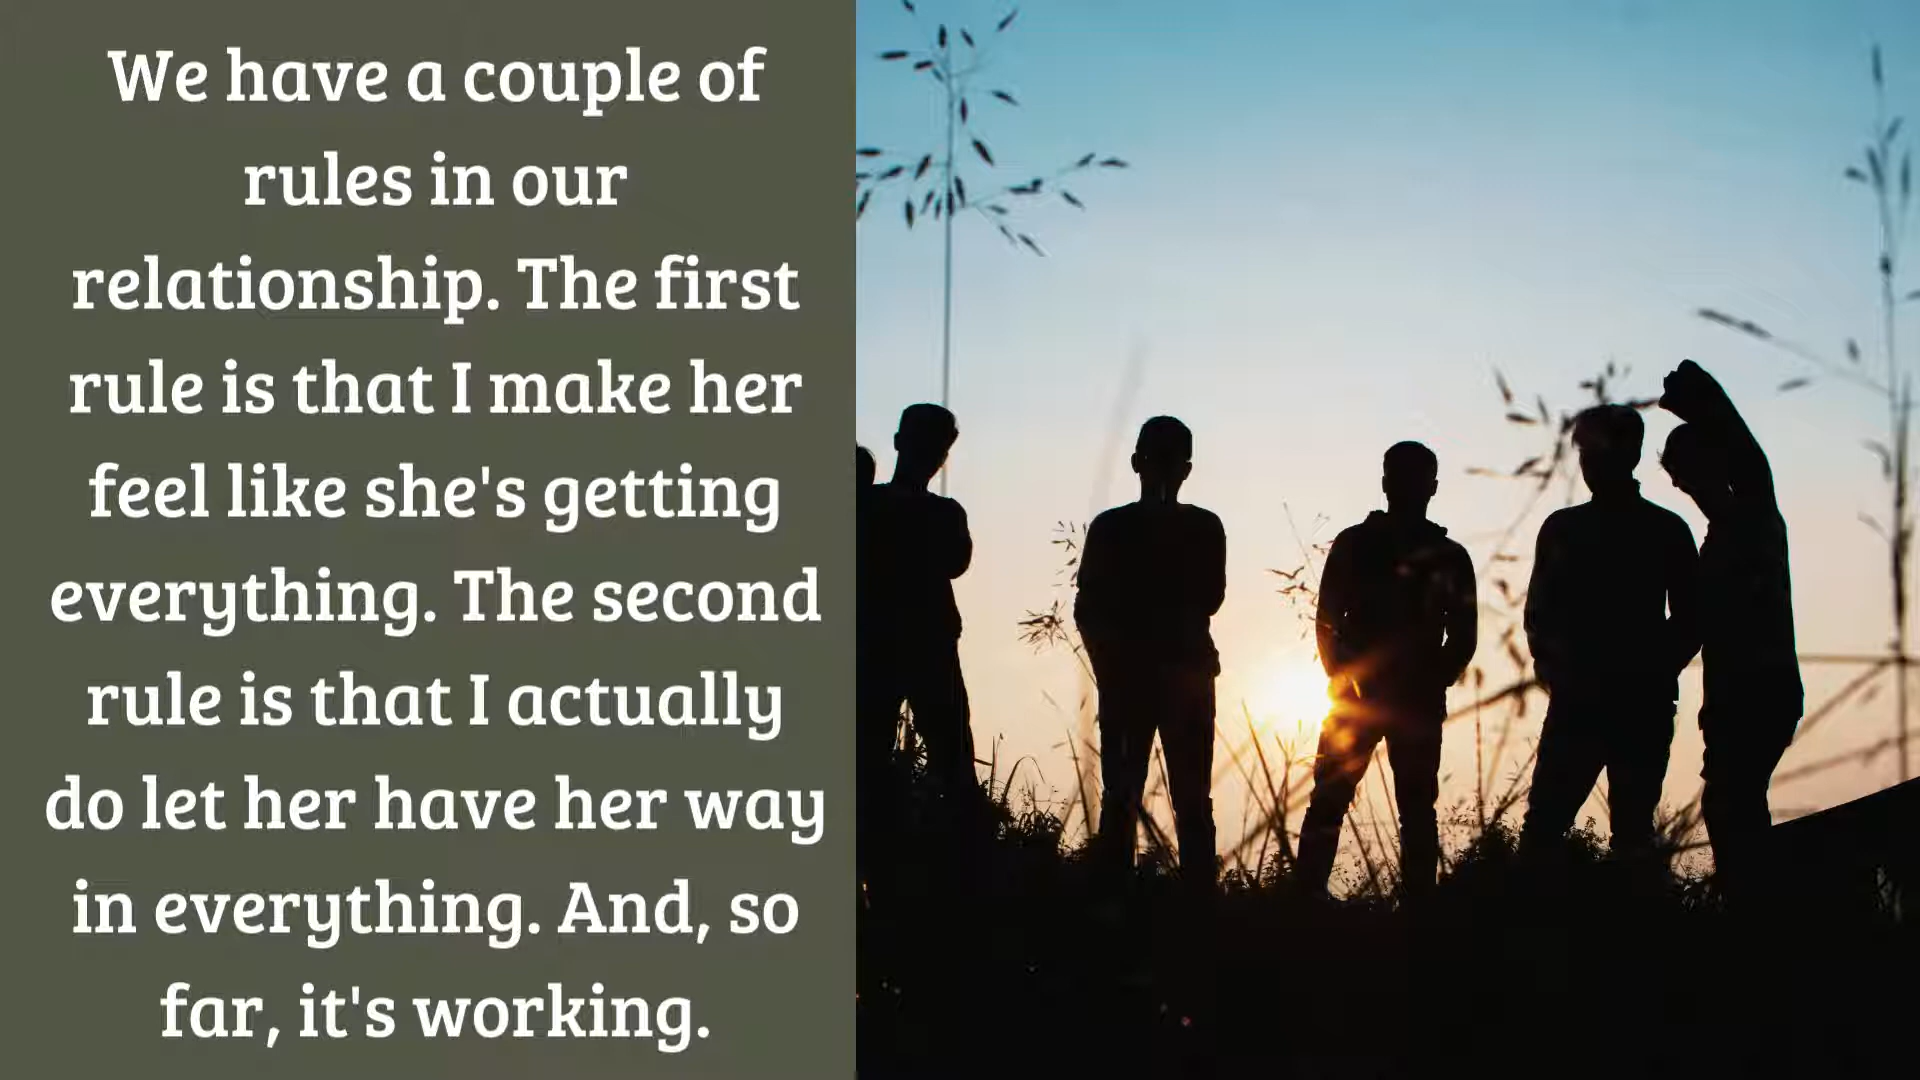 We have a couple of
rules in our
relationship. The first
rule is that I make her
feel like she's getting
everything. The second
rule is that I actually
do let her have her way
in everything. And, so
far, it's working.